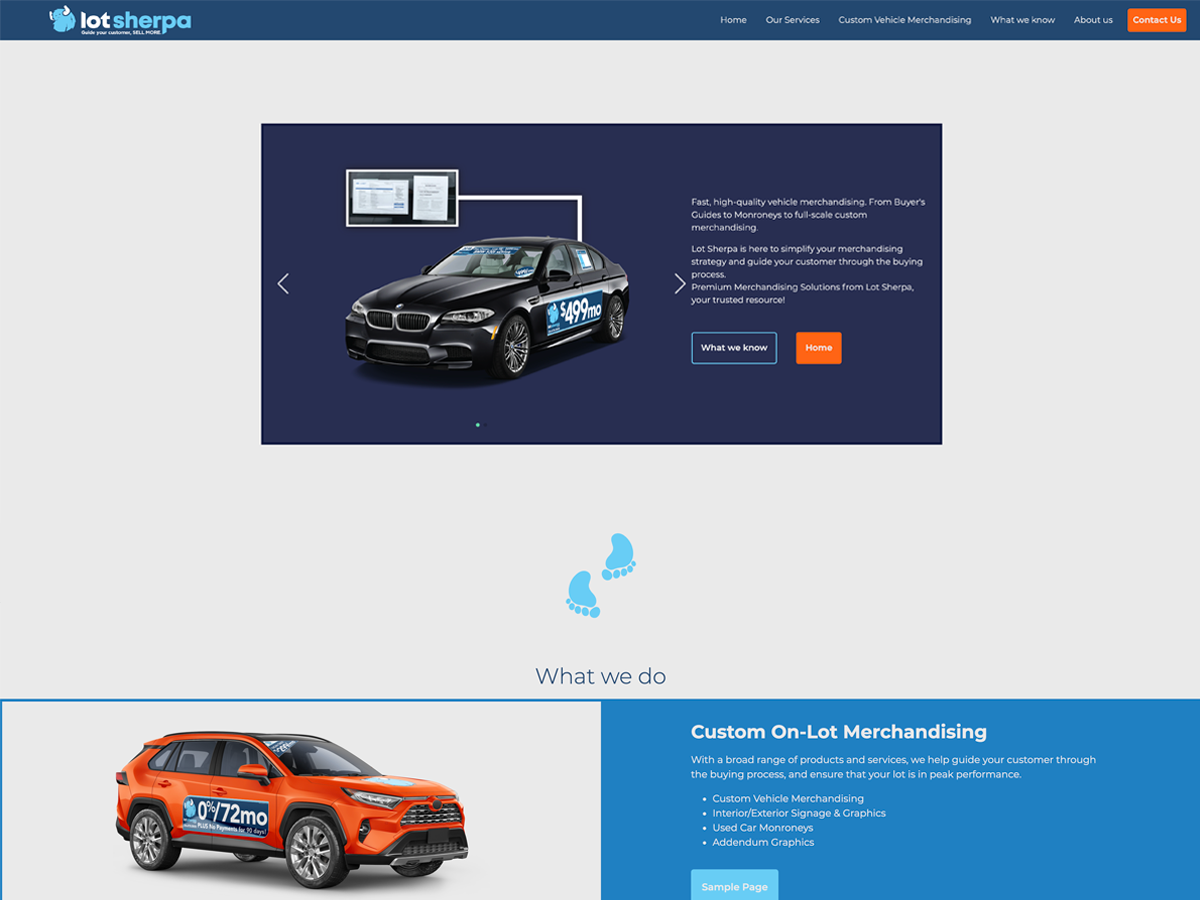 lot sherpa
Guide your customer, SELL MORE.
Home
Our Services
Custom Vehicle Merchandising
What we know
About us
Contact Us
Fast, high-quality vehicle merchandising. From Buyer's
Guides to Monroneys to full-scale custom
merchandising.
Lot Sherpa is here to simplify your merchandising
strategy and guide your customer through the buying
process.
Premium Merchandising Solutions from Lot Sherpa,
your trusted resource!
$499mo
What we know
Home
What we do
0%/72mo
PLUS No Payments for 90 days!
Custom On-Lot Merchandising
With a broad range of products and services, we help guide your customer through
the buying process, and ensure that your lot is in peak performance.
Custom Vehicle Merchandising
Interior/Exterior Signage & Graphics
Used Car Monroneys
Addendum Graphics
Sample Page